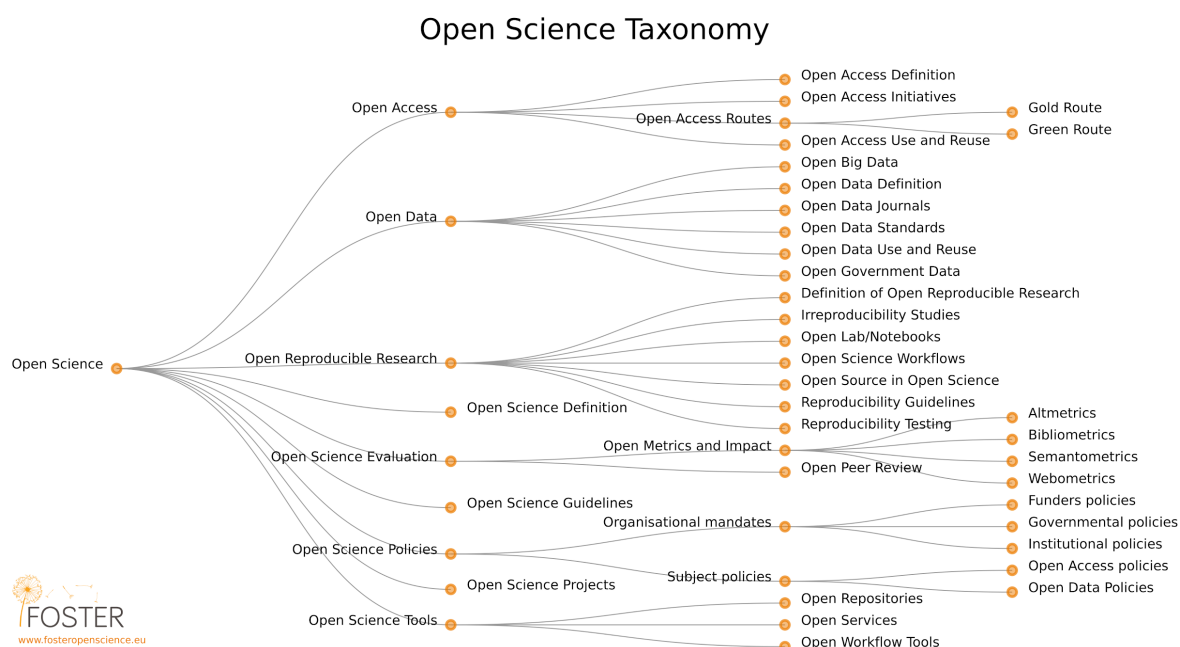 Open Science Taxonomy
Open Science
Open Access
Open Access Definition
Open Access Initiatives
Open Access Routes
Gold Route
Green Route
Open Access Use and Reuse
Open Data
Open Big Data
Open Data Definition
Open Data Journals
Open Data Standards
Open Data Use and Reuse
Open Government Data
Open Reproducible Research
Definition of Open Reproducible Research
Irreproducibility Studies
Open Lab/Notebooks
Open Science Workflows
Open Source in Open Science
Reproducibility Guidelines
Reproducibility Testing
Open Science Definition
Open Science Evaluation
Open Metrics and Impact
Altmetrics
Bibliometrics
Semantometrics
Webometrics
Open Peer Review
Open Science Guidelines
Open Science Policies
Organisational mandates
Funders policies
Governmental policies
Institutional policies
Subject policies
Open Access policies
Open Data Policies
Open Science Projects
Open Science Tools
Open Repositories
Open Services
Open Workflow Tools
FOSTER
www.fosteropenscience.eu